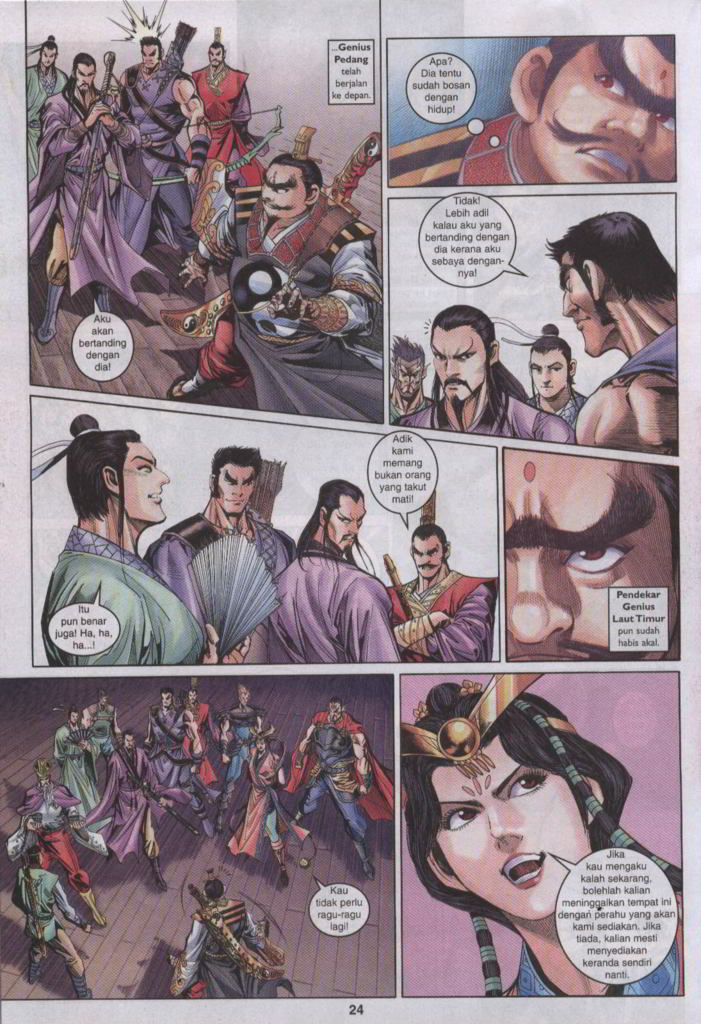 ...Genius
Pedang
telah
berjalan
ke depan.
Aku
akan
bertanding
dengan
dia!
Apa?
Dia tentu
sudah bosan
dengan
hidup!
Tidak!
Lebih adil
kalau aku yang
bertanding dengan
dia kerana aku
sebaya dengan-
nya!
Itu
pun benar
juga! Ha, ha,
ha...!
Adik
kami
memang
bukan orang
yang takut
mati!
Pendekar
Genius
Laut Timur
pun sudah
habis akal.
Kau
tidak perlu
ragu-ragu
lagi!
Jika
kau mengaku
kalah sekarang,
bolehlah kalian
meninggalkan tempat ini
dengan perahu yang akan
kami sediakan. Jika
tiada, kalian mesti
menyediakan
keranda sendiri
nanti.
24